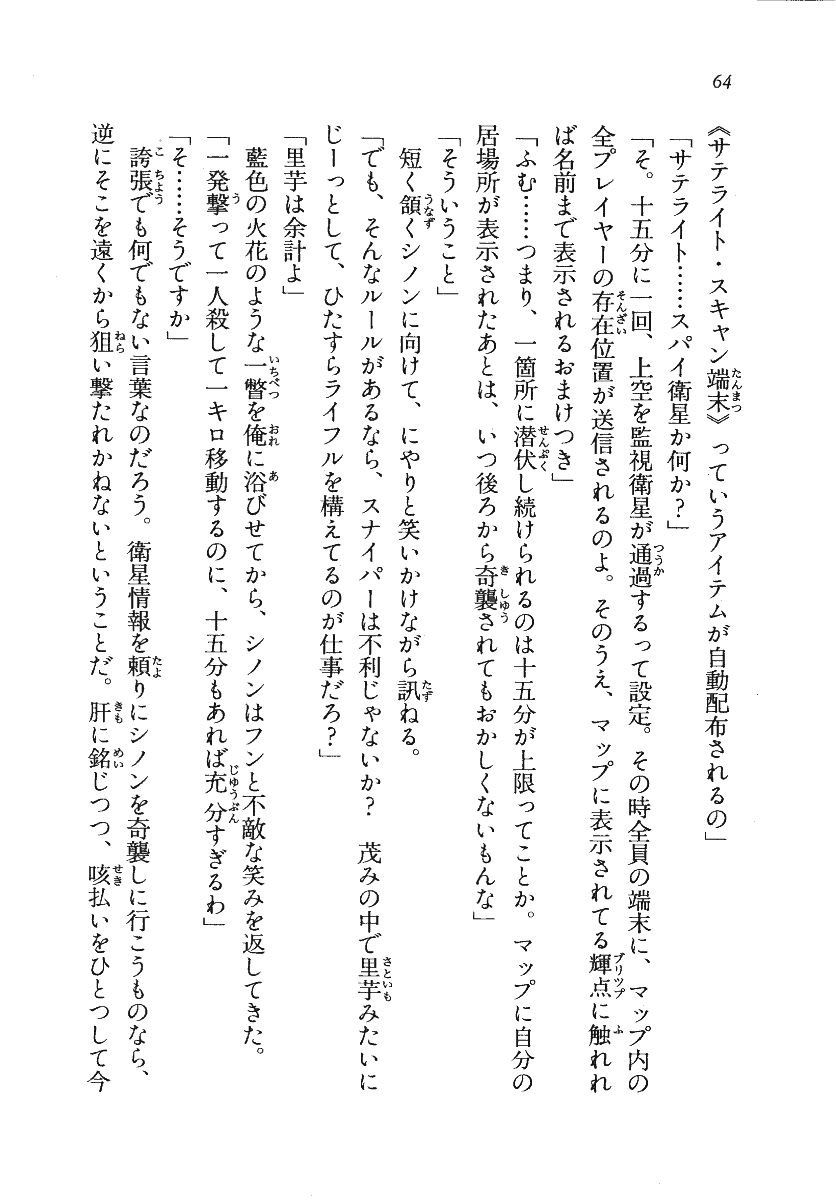 64
《サテライト・スキャン端末》っていうアイテムが自動配布されるの」
「サテライト……スパイ衛星か何か？」
「そ。十五分に一回、上空を監視衛星が通過するって設定。その時全員の端末に、マップ内の
全プレイヤーの存在位置が送信されるのよ。そのうえ、マップに表示されてる輝点に触れれ
ば名前まで表示されるおまけつき」
「ふむ……つまり、一箇所に潜伏し続けられるのは十五分が上限ってことか。マップに自分の
居場所が表示されたあとは、いつ後ろから奇襲されてもおかしくないもんな」
「そういうこと」
短く頷くシノンに向けて、にやりと笑いかけながら訊ねる。
「でも、そんなルールがあるなら、スナイパーは不利じゃないか？　茂みの中で里芋みたいに
じーっとして、ひたすらライフルを構えてるのが仕事だろ？」
「里芋は余計よ」
藍色の火花のような一瞥を俺に浴びせてから、シノンはフンと不敵な笑みを返してきた。
「一発撃って一人殺して一キロ移動するのに、十五分もあれば充分すぎるわ」
「そ……そうですか」
誇張でも何でもない言葉なのだろう。衛星情報を頼りにシノンを奇襲しに行こうものなら、
逆にそこを遠くから狙い撃たれかねないということだ。肝に銘じつつ、咳払いをひとつして今